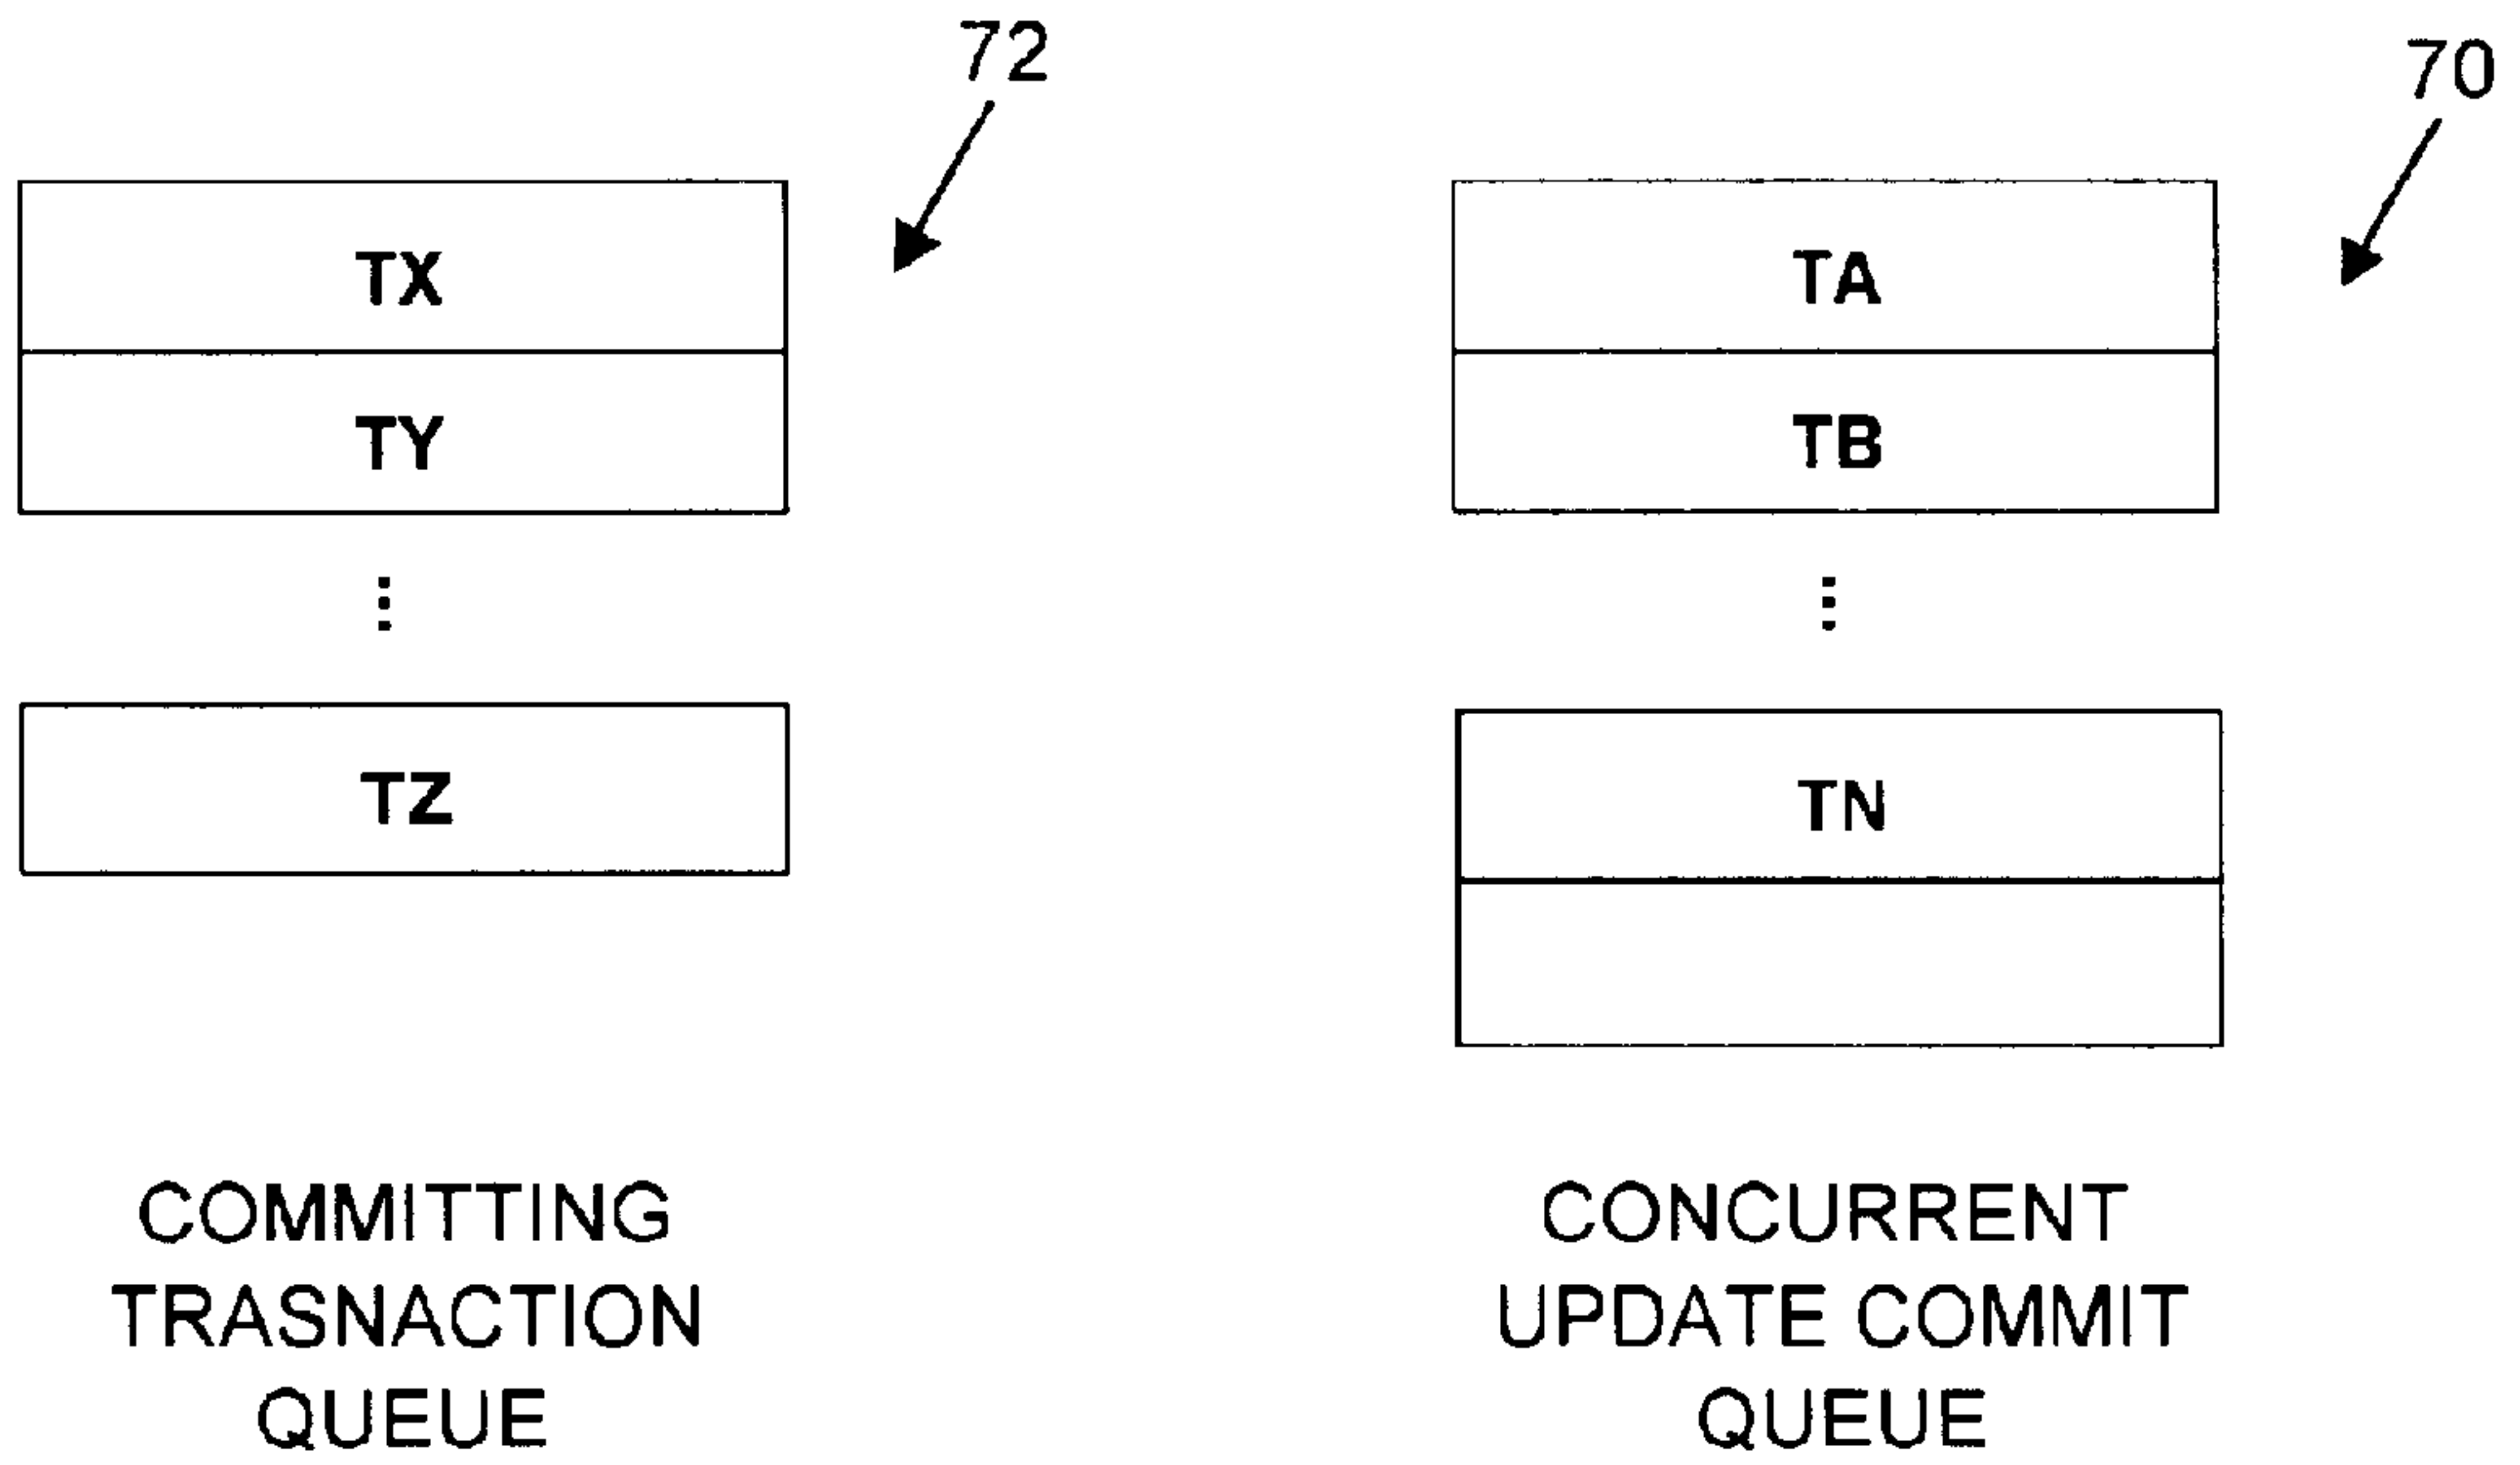 72
70
TX
TA
TY
TB
TZ
TN
COMMITTING
TRASNACTION
QUEUE
CONCURRENT
UPDATE COMMIT
QUEUE